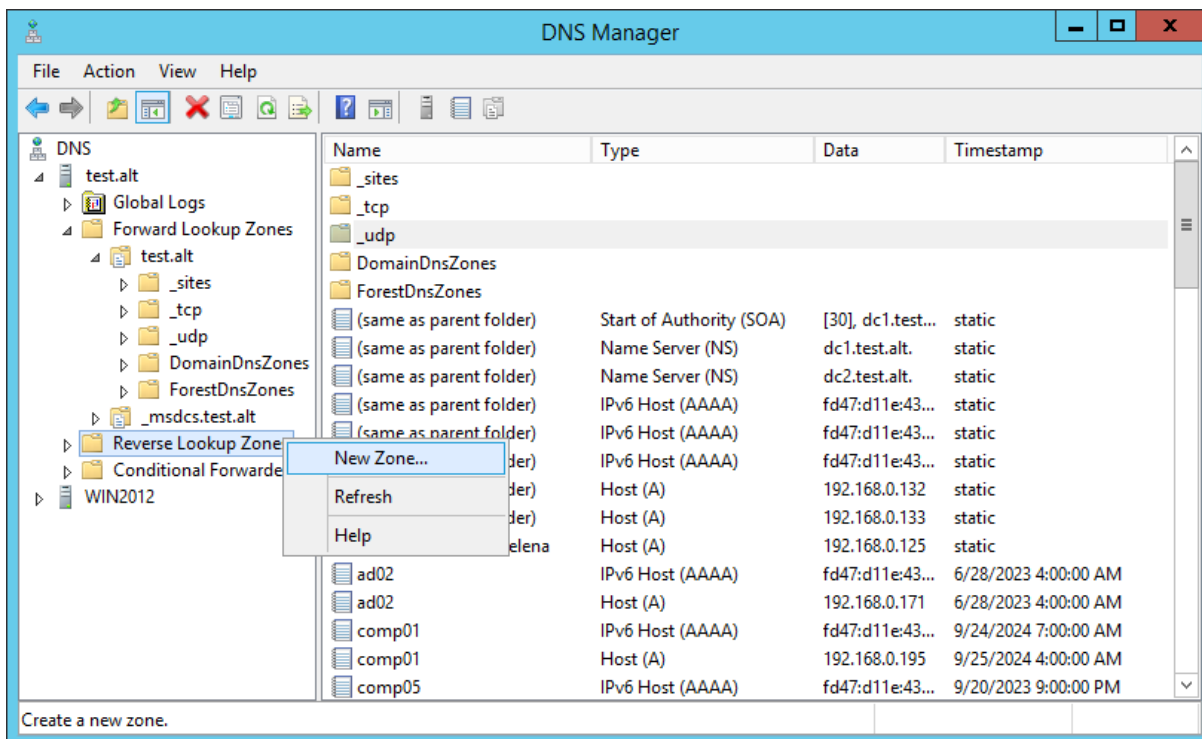 DNS Manager
File Action View Help
DNS
test.alt
Global Logs
Forward Lookup Zones
test.alt
_sites
_tcp
_udp
DomainDnsZones
ForestDnsZones
_msdcs.test.alt
Reverse Lookup Zone
Conditional Forwarde
WIN2012
New Zone...
Refresh
Help
Name Type Data Timestamp
_sites
_tcp
_udp
DomainDnsZones
ForestDnsZones
(same as parent folder) Start of Authority (SOA) [30], dc1.test... static
(same as parent folder) Name Server (NS) dc1.test.alt. static
(same as parent folder) Name Server (NS) dc2.test.alt. static
(same as parent folder) IPv6 Host (AAAA) fd47:d11e:43... static
(same as parent folder) IPv6 Host (AAAA) fd47:d11e:43... static
der) IPv6 Host (AAAA) fd47:d11e:43... static
der) Host (A) 192.168.0.132 static
der) Host (A) 192.168.0.133 static
elena Host (A) 192.168.0.125 static
ad02 IPv6 Host (AAAA) fd47:d11e:43... 6/28/2023 4:00:00 AM
ad02 Host (A) 192.168.0.171 6/28/2023 4:00:00 AM
comp01 IPv6 Host (AAAA) fd47:d11e:43... 9/24/2024 7:00:00 AM
comp01 Host (A) 192.168.0.195 9/25/2024 4:00:00 AM
comp05 IPv6 Host (AAAA) fd47:d11e:43... 9/20/2023 9:00:00 PM
Create a new zone.